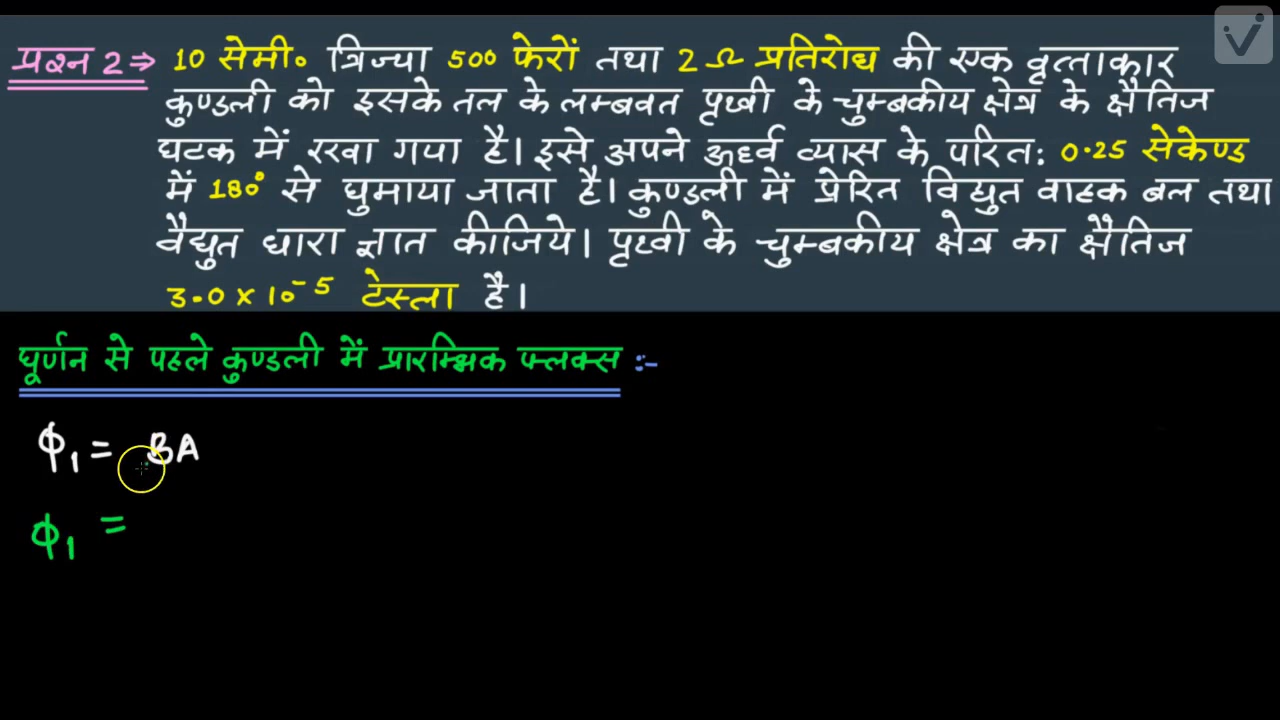 प्रश्न 2⇒ 10 सेमी० त्रिज्या 500 फेरों तथा 2Ω प्रतिरोध की एक वृत्ताकार
कुण्डली को इसके तल के लम्बवत पृथ्वी के चुम्बकीय क्षेत्र के क्षैतिज
घटक में रखा गया है। इसे अपने ऊर्ध्व व्यास के परितः 0.25 सेकेण्ड
में 180° से घुमाया जाता है। कुण्डली में प्रेरित विद्युत वाहक बल तथा
वैद्युत धारा ज्ञात कीजिये। पृथ्वी के चुम्बकीय क्षेत्र का क्षैतिज
3.0 x 10⁻⁵ टेस्ला है।
घूर्णन से पहले कुण्डली में प्रारम्भिक फ्लक्स :-
Φ₁ = BA
Φ₁ =